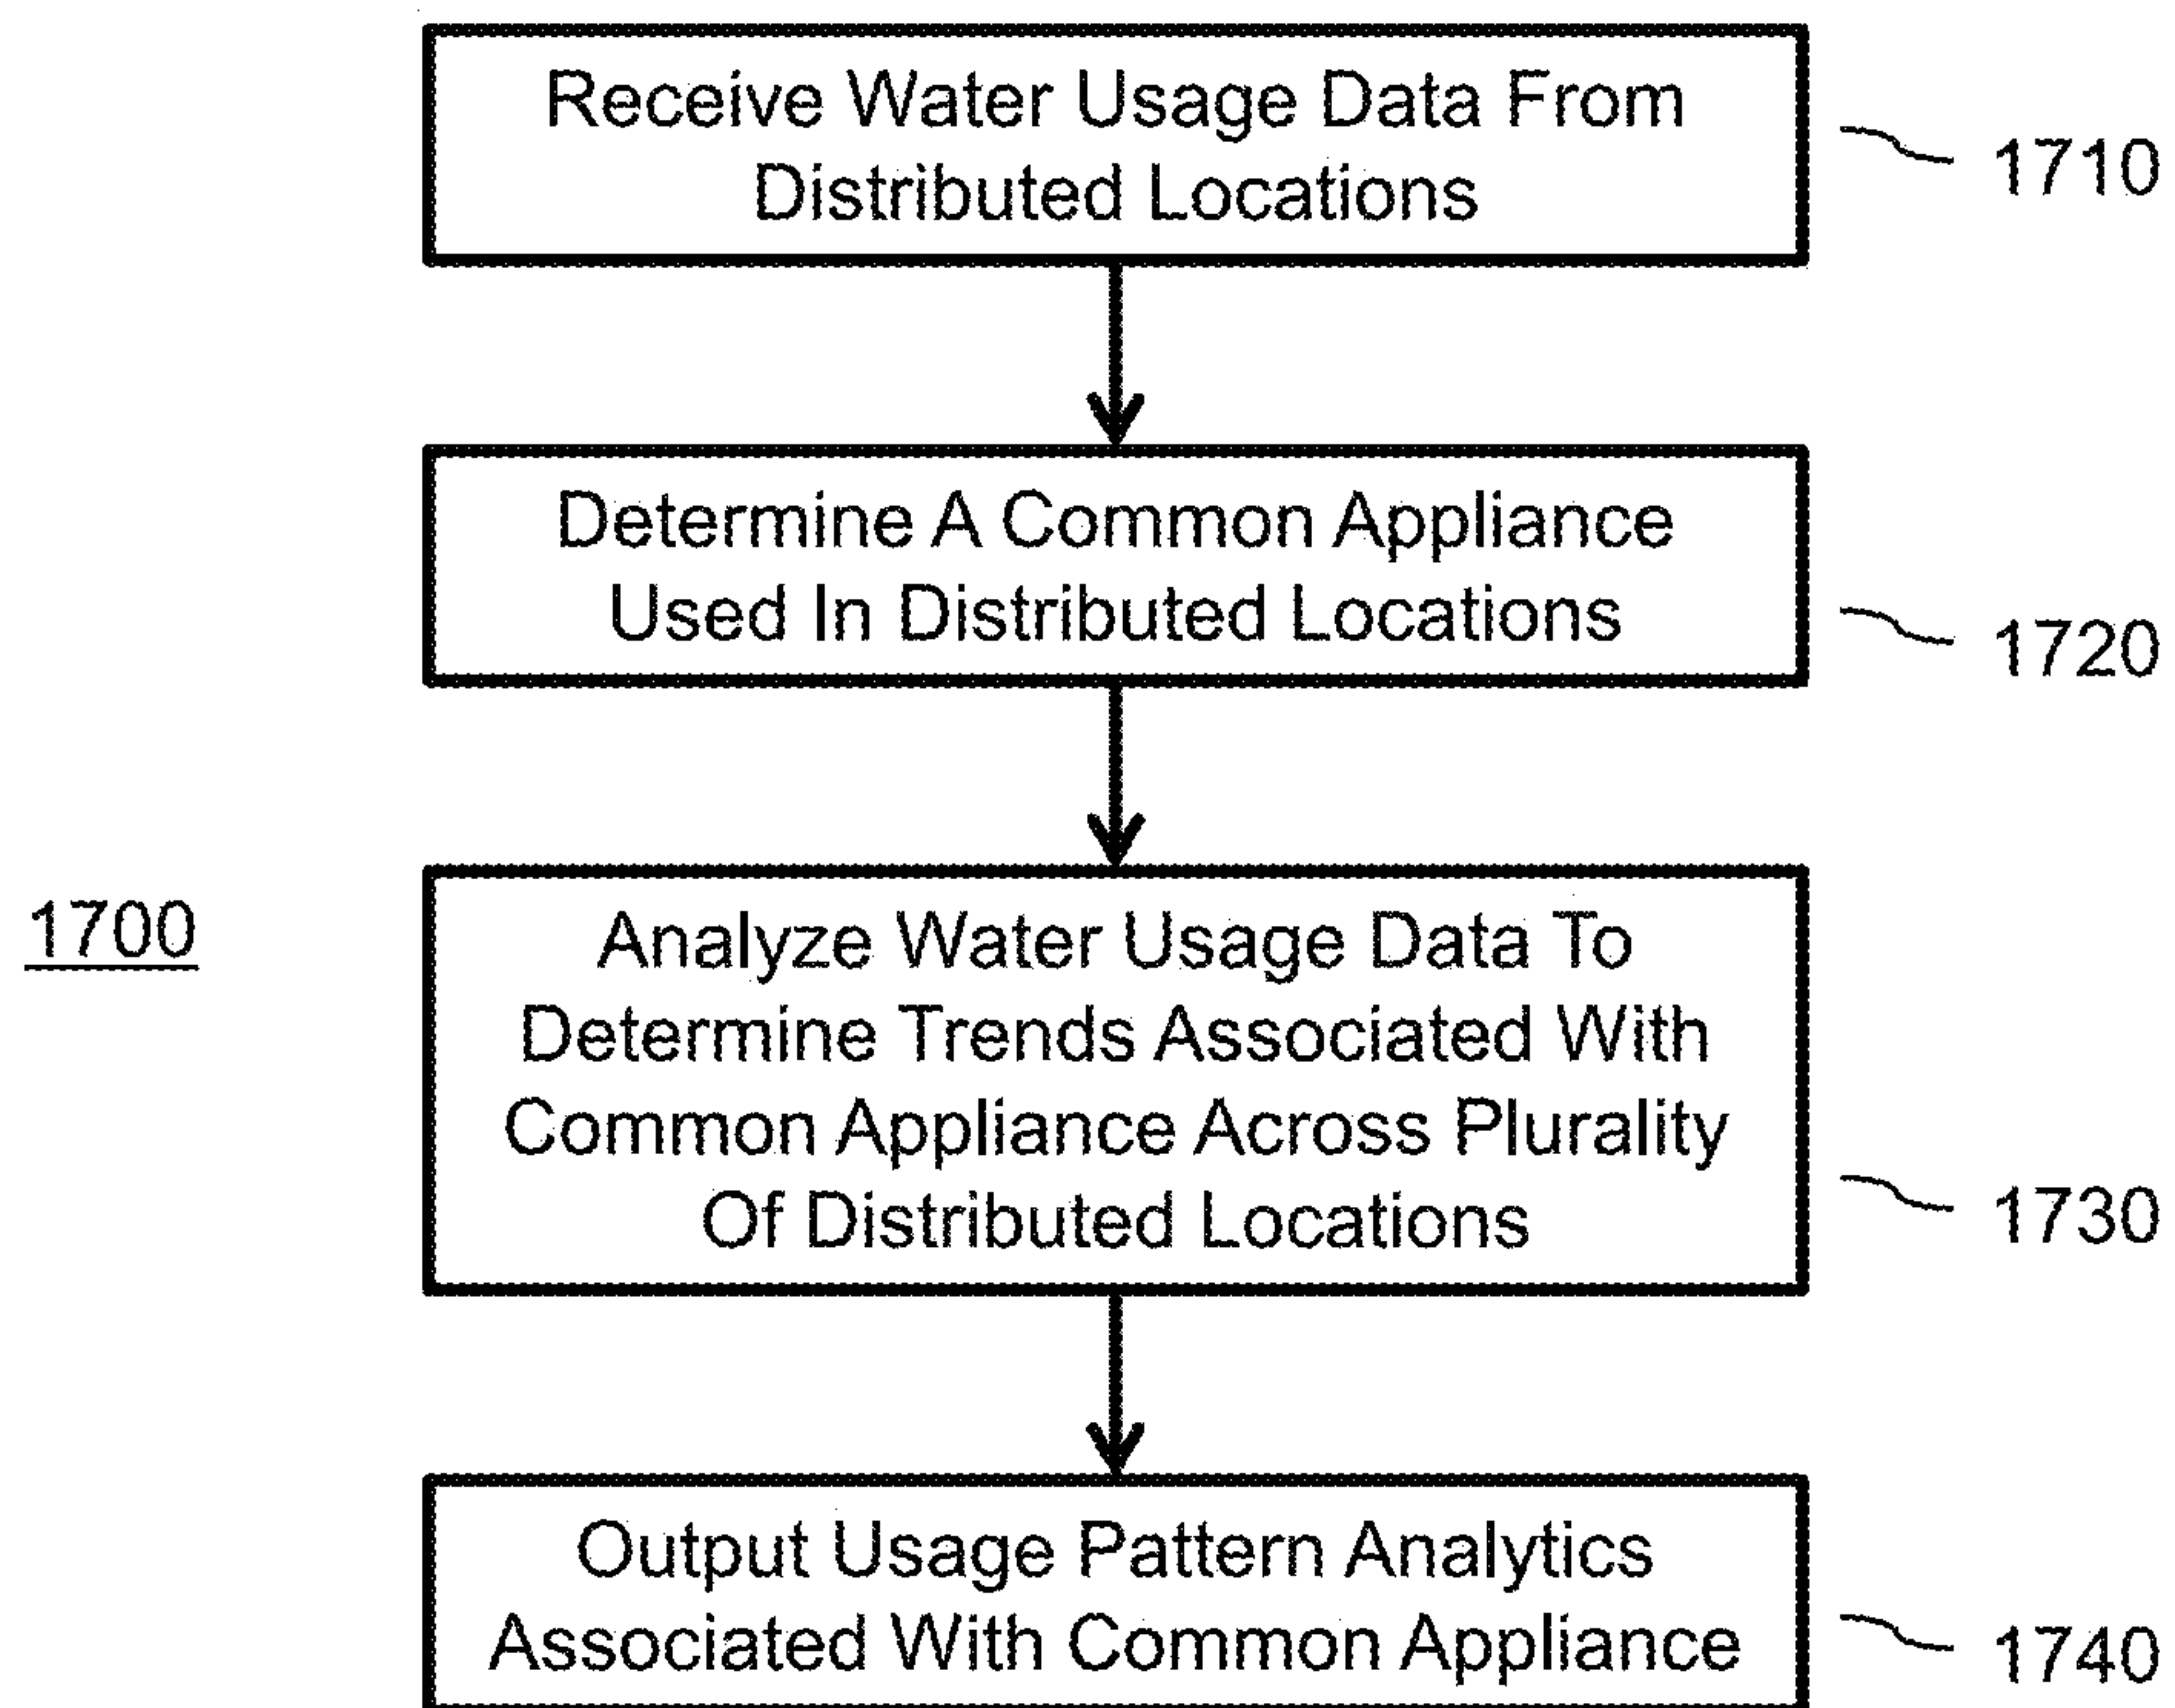 Receive Water Usage Data From
Distributed Locations
1710
Determine A Common Appliance
Used In Distributed Locations
1720
1700
Analyze Water Usage Data To
Determine Trends Associated With
Common Appliance Across Plurality
Of Distributed Locations
1730
Output Usage Pattern Analytics
Associated With Common Appliance
1740